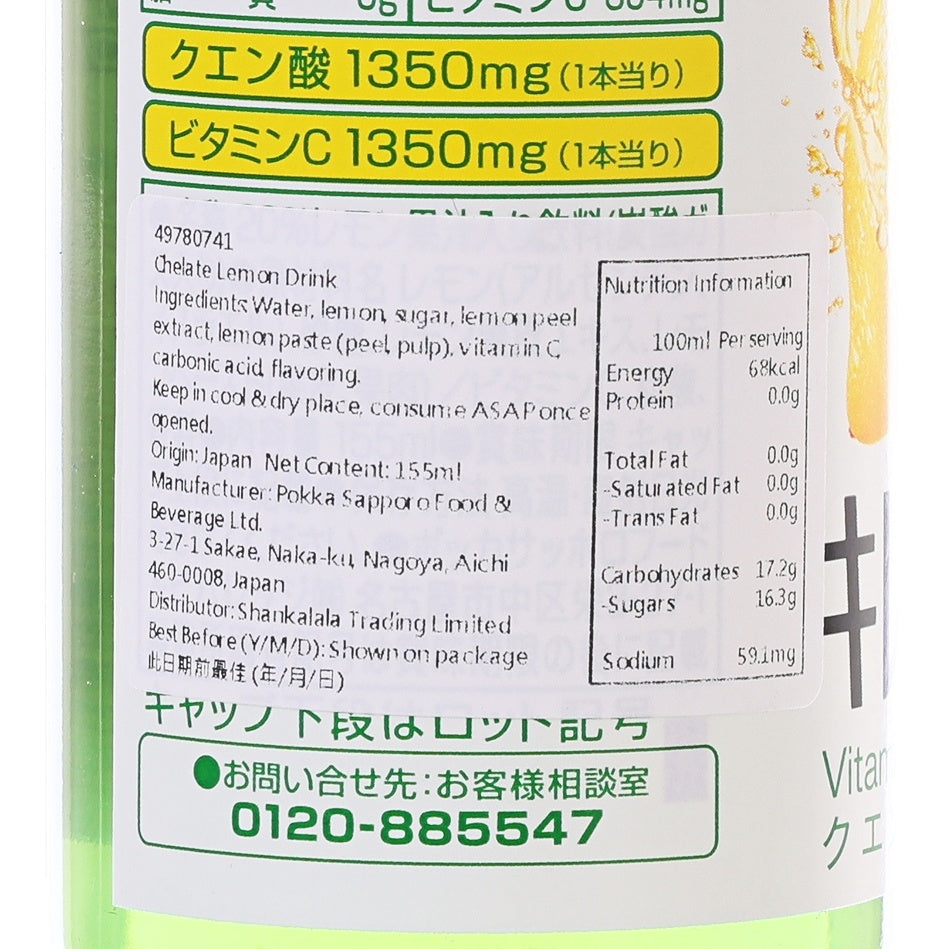 クエン酸 1350mg (1本当り)
ビタミンC 1350mg (1本当り)
49780741
Chelate Lemon Drink
Ingredients: Water, lemon, sugar, lemon peel
extract, lemon paste (peel, pulp), vitamin C,
carbonic acid, flavoring.
Keep in cool & dry place, consume ASAP once
opened.
Origin: Japan Net Content: 155ml
Manufacturer: Pokka Sapporo Food &
Beverage Ltd.
3-27-1 Sakae, Naka-ku, Nagoya, Aichi
460-0008, Japan
Distributor: Shankalala Trading Limited
Best Before (Y/M/D): Shown on package
此日期前最佳 (年/月/日)
Nutrition Information
100ml Per serving
Energy 68kcal
Protein 0.0g
Total Fat 0.0g
-Saturated Fat 0.0g
-Trans Fat 0.0g
Carbohydrates 17.2g
-Sugars 16.3g
Sodium 59.1mg
キャップ下段はロット記号
●お問い合せ先:お客様相談室
0120-885547
キ
Vita
クエ